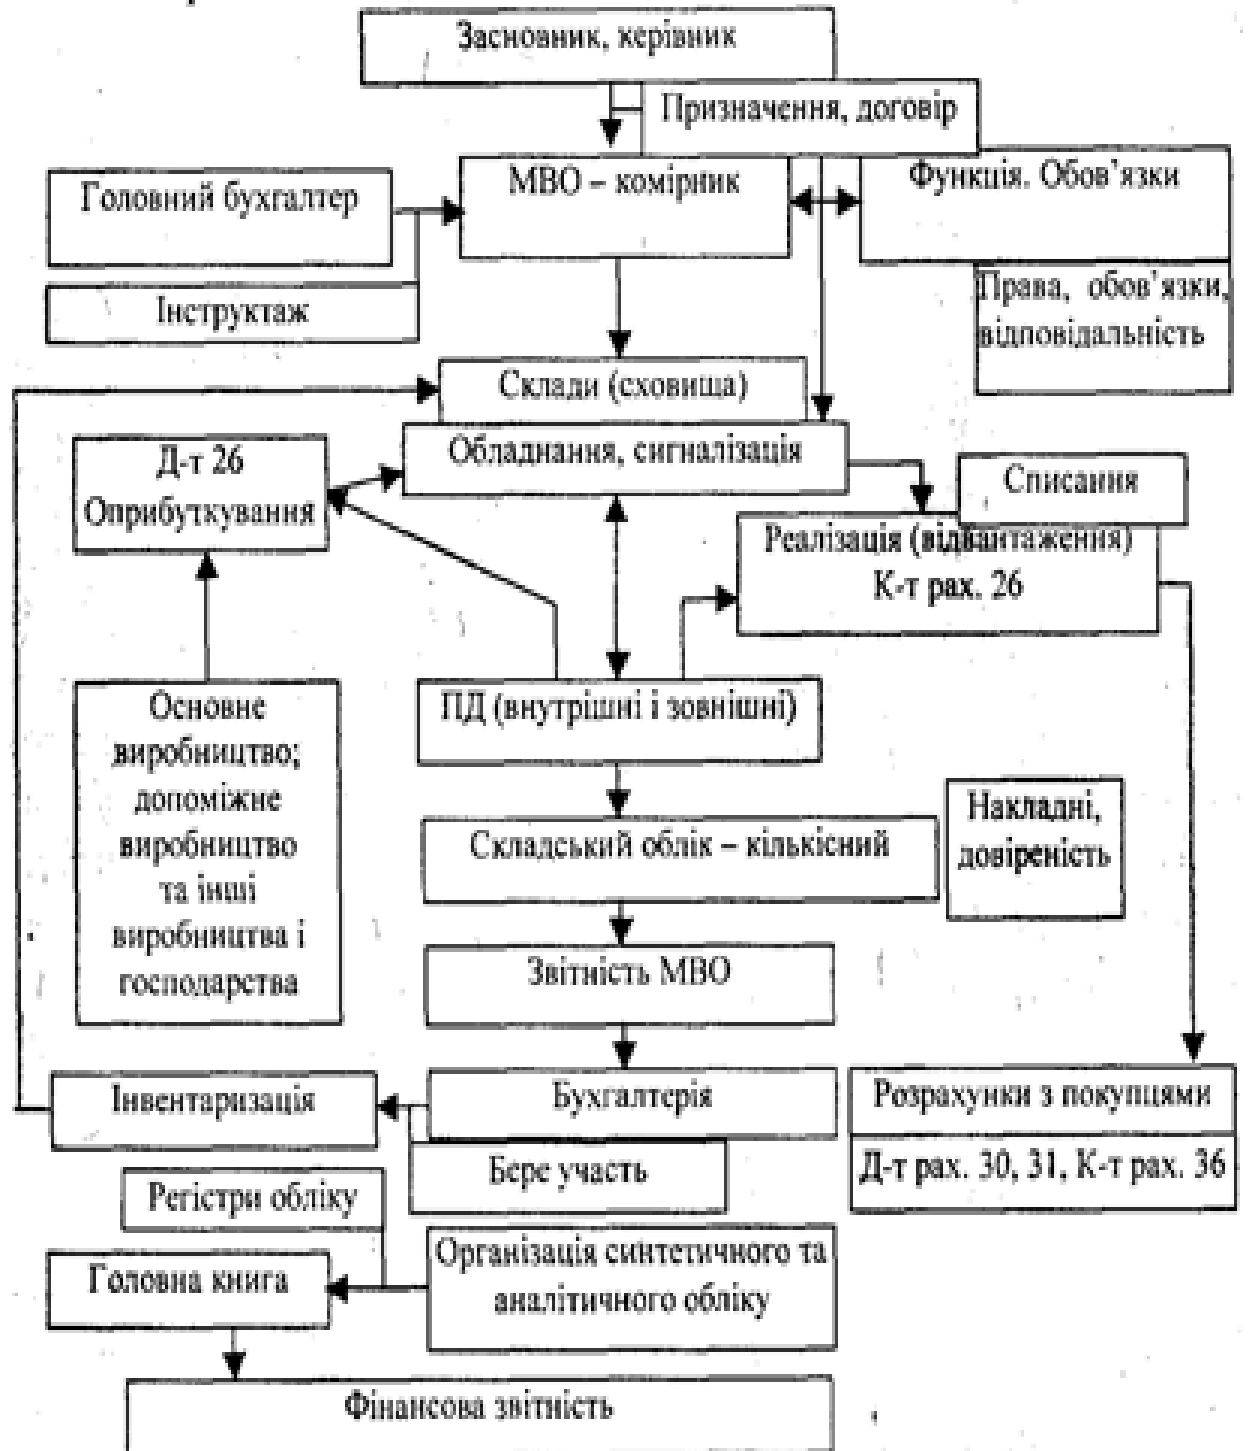 Засновник, керівник
Призначення, договір
Головний бухгалтер
МВО – комірник
Функція. Обов’язки
Інструктаж
Права, обов’язки,
відповідальність
Склади (сховища)
Обладнання, сигналізація
Д-т 26
Оприбуткування
Списання
Реалізація (відвантаження)
К-т рах. 26
Основне
виробництво;
допоміжне
виробництво
та інші
виробництва і
господарства
ПД (внутрішні і зовнішні)
Складський облік – кількісний
Накладні,
довіреність
Звітність МВО
Інвентаризація
Бухгалтерія
Розрахунки з покупцями
Бере участь
Д-т рах. 30, 31, К-т рах. 36
Регістри обліку
Головна книга
Організація синтетичного та
аналітичного обліку
Фінансова звітність